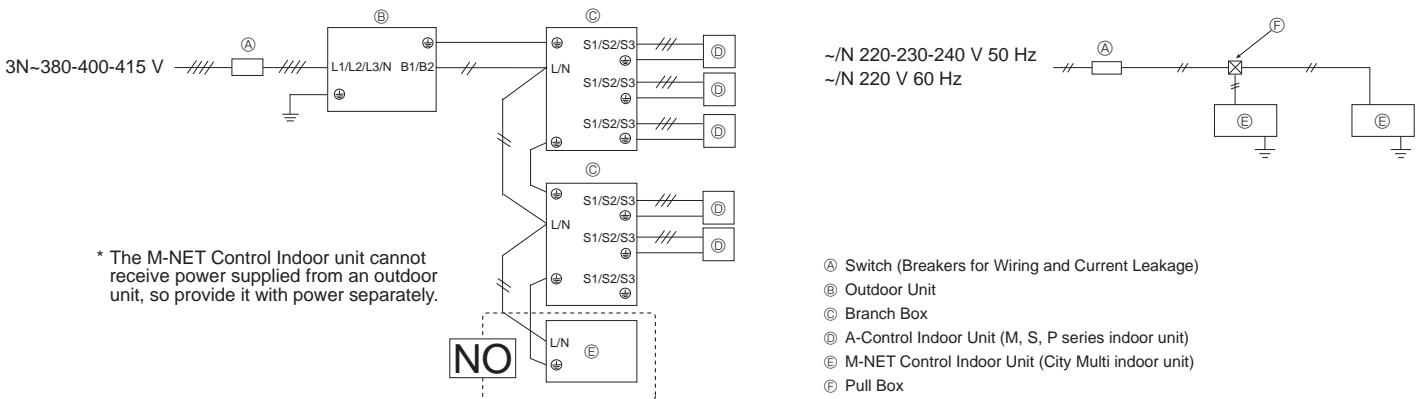 3N~380-400-415 V
Ⓐ
Ⓑ
L1/L2/L3/N
B1/B2
Ⓒ
L/N
S1/S2/S3
Ⓓ
S1/S2/S3
Ⓓ
S1/S2/S3
Ⓓ
Ⓒ
L/N
S1/S2/S3
Ⓓ
S1/S2/S3
Ⓓ
S1/S2/S3
* The M-NET Control Indoor unit cannot
receive power supplied from an outdoor
unit, so provide it with power separately.
NO
L/N
Ⓔ
~/N 220-230-240 V 50 Hz
~/N 220 V 60 Hz
Ⓐ
Ⓕ
Ⓔ
Ⓔ
Ⓐ Switch (Breakers for Wiring and Current Leakage)
Ⓑ Outdoor Unit
Ⓒ Branch Box
Ⓓ A-Control Indoor Unit (M, S, P series indoor unit)
Ⓔ M-NET Control Indoor Unit (City Multi indoor unit)
Ⓕ Pull Box